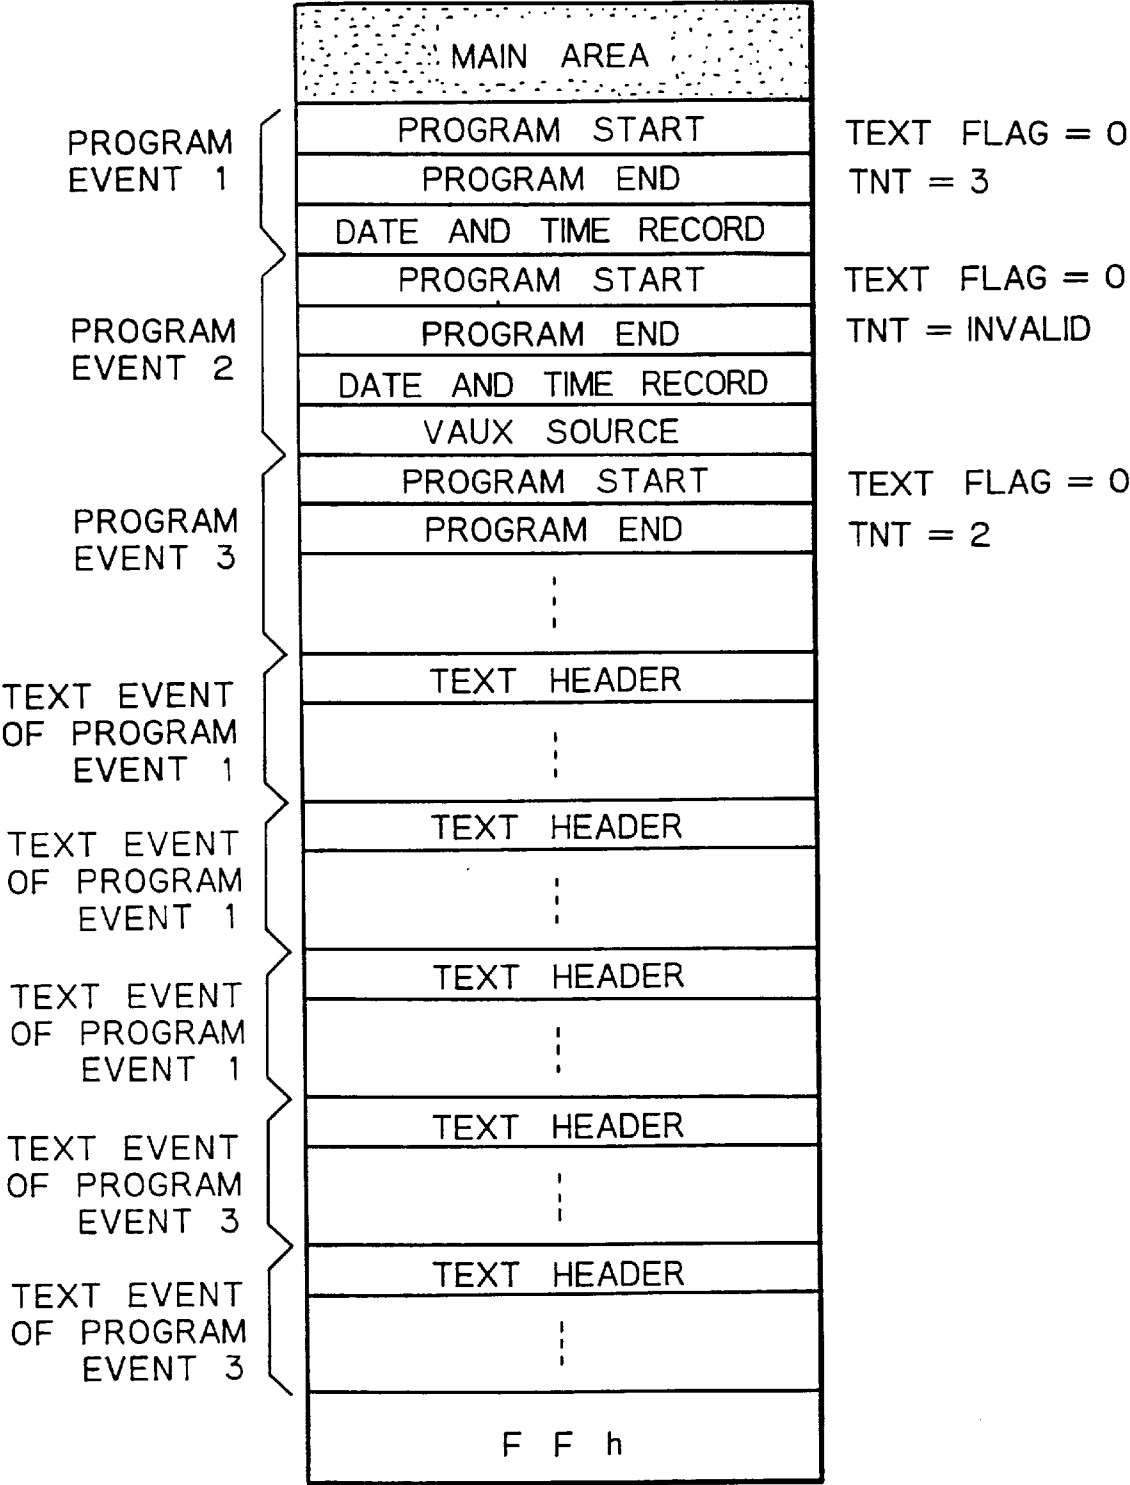 MAIN AREA
PROGRAM EVENT 1
PROGRAM START
TEXT FLAG = 0
PROGRAM END
TNT = 3
DATE AND TIME RECORD
PROGRAM EVENT 2
PROGRAM START
TEXT FLAG = 0
PROGRAM END
TNT = INVALID
DATE AND TIME RECORD
VAUX SOURCE
PROGRAM EVENT 3
PROGRAM START
TEXT FLAG = 0
PROGRAM END
TNT = 2
TEXT EVENT
OF PROGRAM
EVENT 1
TEXT HEADER
TEXT EVENT
OF PROGRAM
EVENT 1
TEXT HEADER
TEXT EVENT
OF PROGRAM
EVENT 1
TEXT HEADER
TEXT EVENT
OF PROGRAM
EVENT 3
TEXT HEADER
TEXT EVENT
OF PROGRAM
EVENT 3
TEXT HEADER
F F h